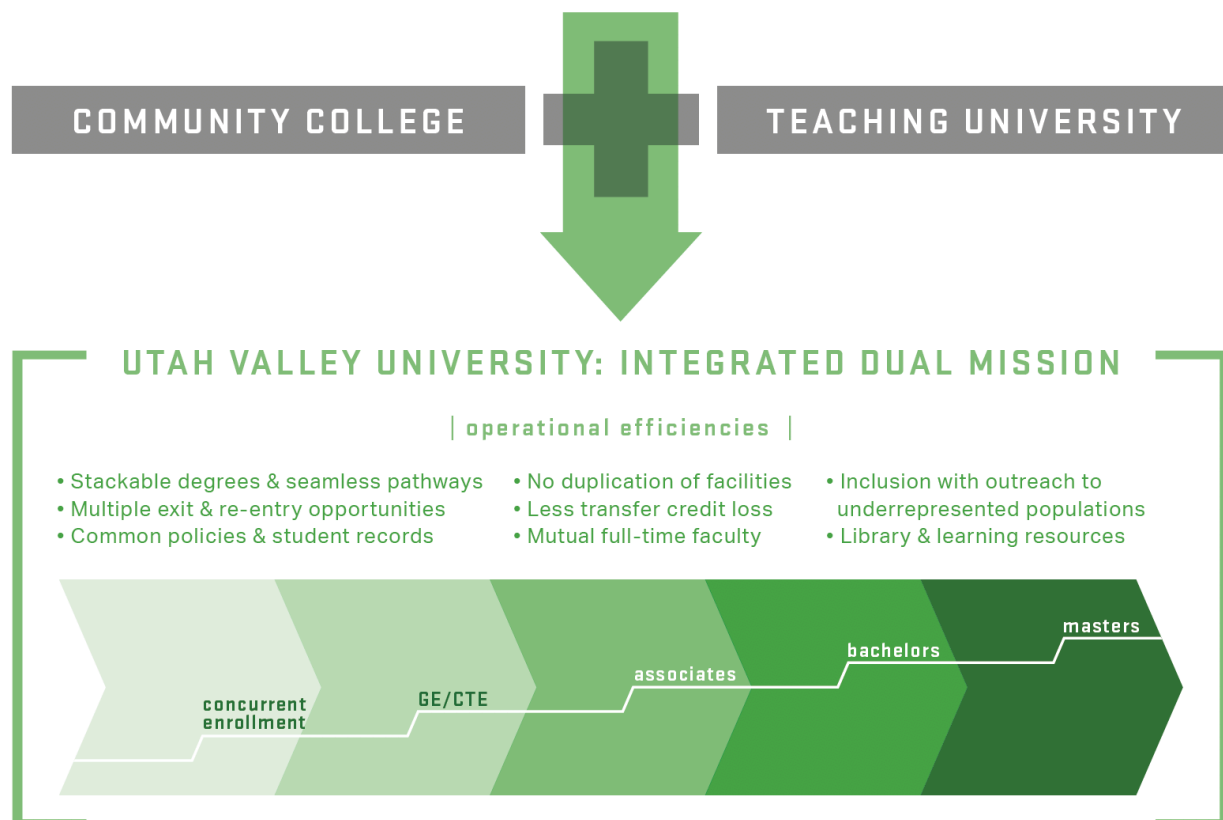 COMMUNITY COLLEGE
TEACHING UNIVERSITY
UTAH VALLEY UNIVERSITY: INTEGRATED DUAL MISSION
| operational efficiencies |
• Stackable degrees & seamless pathways
• Multiple exit & re-entry opportunities
• Common policies & student records
• No duplication of facilities
• Less transfer credit loss
• Mutual full-time faculty
• Inclusion with outreach to
underrepresented populations
• Library & learning resources
concurrent
enrollment
GE/CTE
associates
bachelors
masters